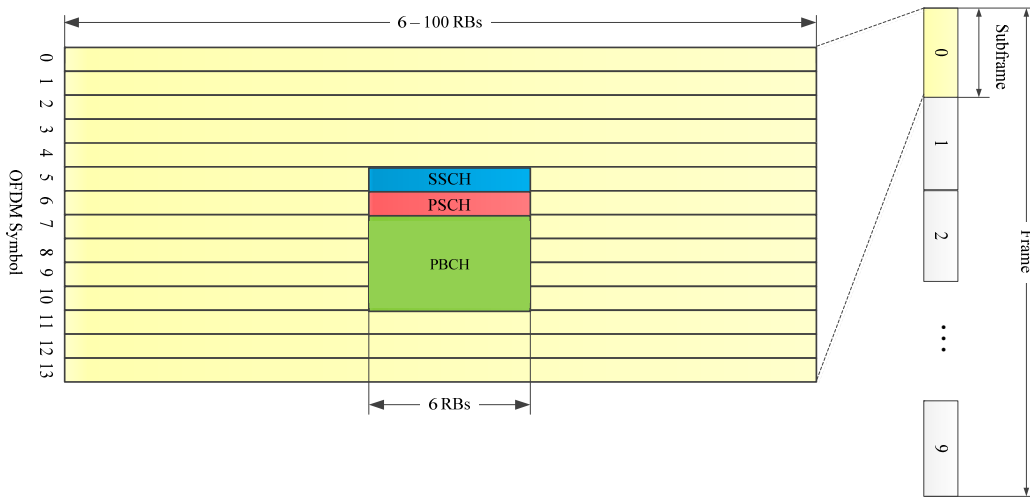 6 – 100 RBs
0
1
2
3
4
5
6
7
8
9
10
11
12
13
OFDM Symbol
SSCH
PSCH
PBCH
6 RBs
0
1
2
...
9
Subframe
Frame